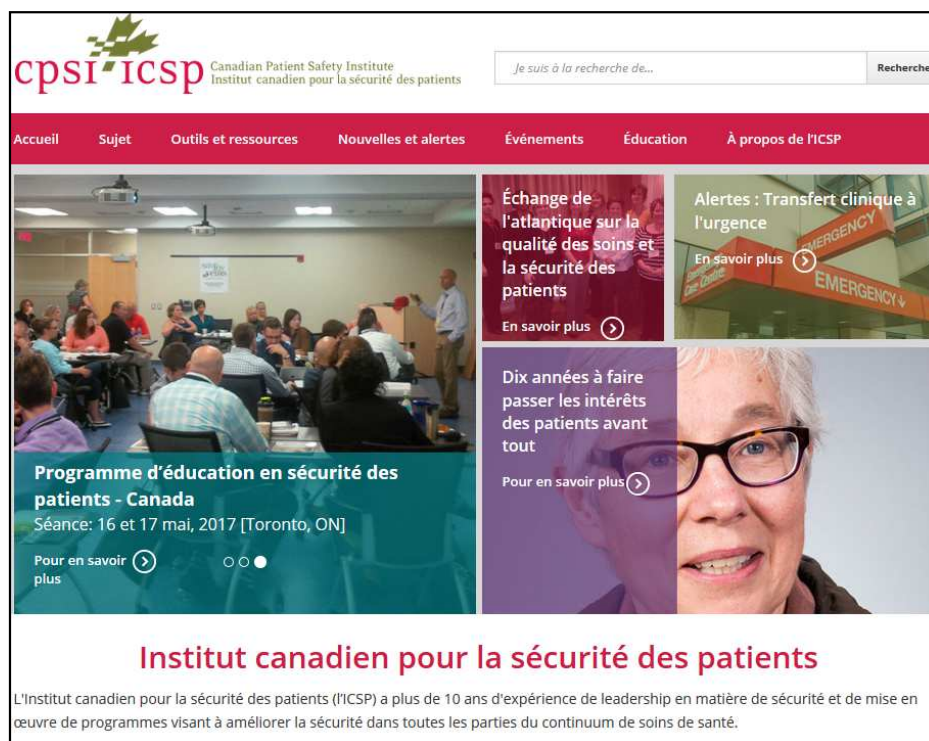 cpsi icsp
Canadian Patient Safety Institute
Institut canadien pour la sécurité des patients
Je suis à la recherche de...
Recherche
Accueil Sujet Outils et ressources Nouvelles et alertes Événements Éducation À propos de l'ICSP
Programme d'éducation en sécurité des
patients - Canada
Séance: 16 et 17 mai, 2017 [Toronto, ON]
Pour en savoir
plus
Échange de
l'atlantique sur la
qualité des soins et
la sécurité des
patients
En savoir plus
Alertes : Transfert clinique à
l'urgence
En savoir plus
EMERGENCY
EMERGENCY
Care Centre
Dix années à faire
passer les intérêts
des patients avant
tout
Pour en savoir plus
Institut canadien pour la sécurité des patients
L'Institut canadien pour la sécurité des patients (l'ICSP) a plus de 10 ans d'expérience de leadership en matière de sécurité et de mise en
œuvre de programmes visant à améliorer la sécurité dans toutes les parties du continuum de soins de santé.